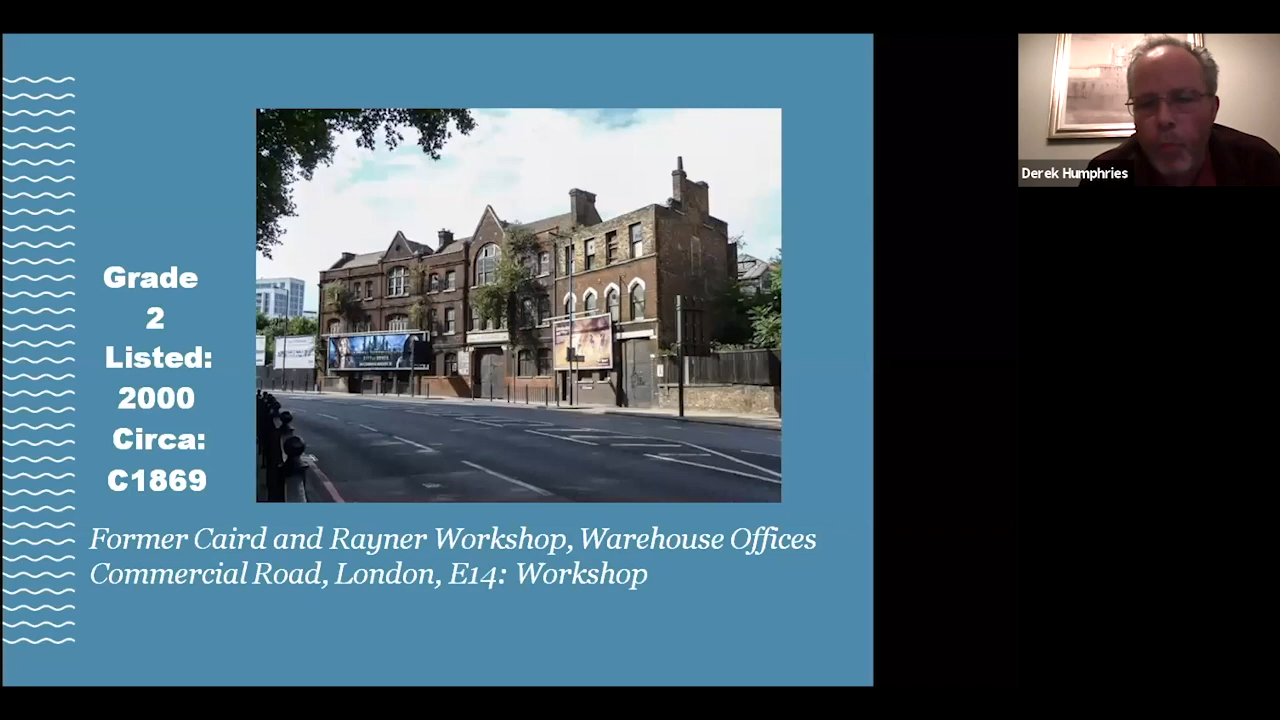 Grade
2
Listed:
2000
Circa:
C1869
Former Caird and Rayner Workshop, Warehouse Offices
Commercial Road, London, E14: Workshop
Derek Humphries